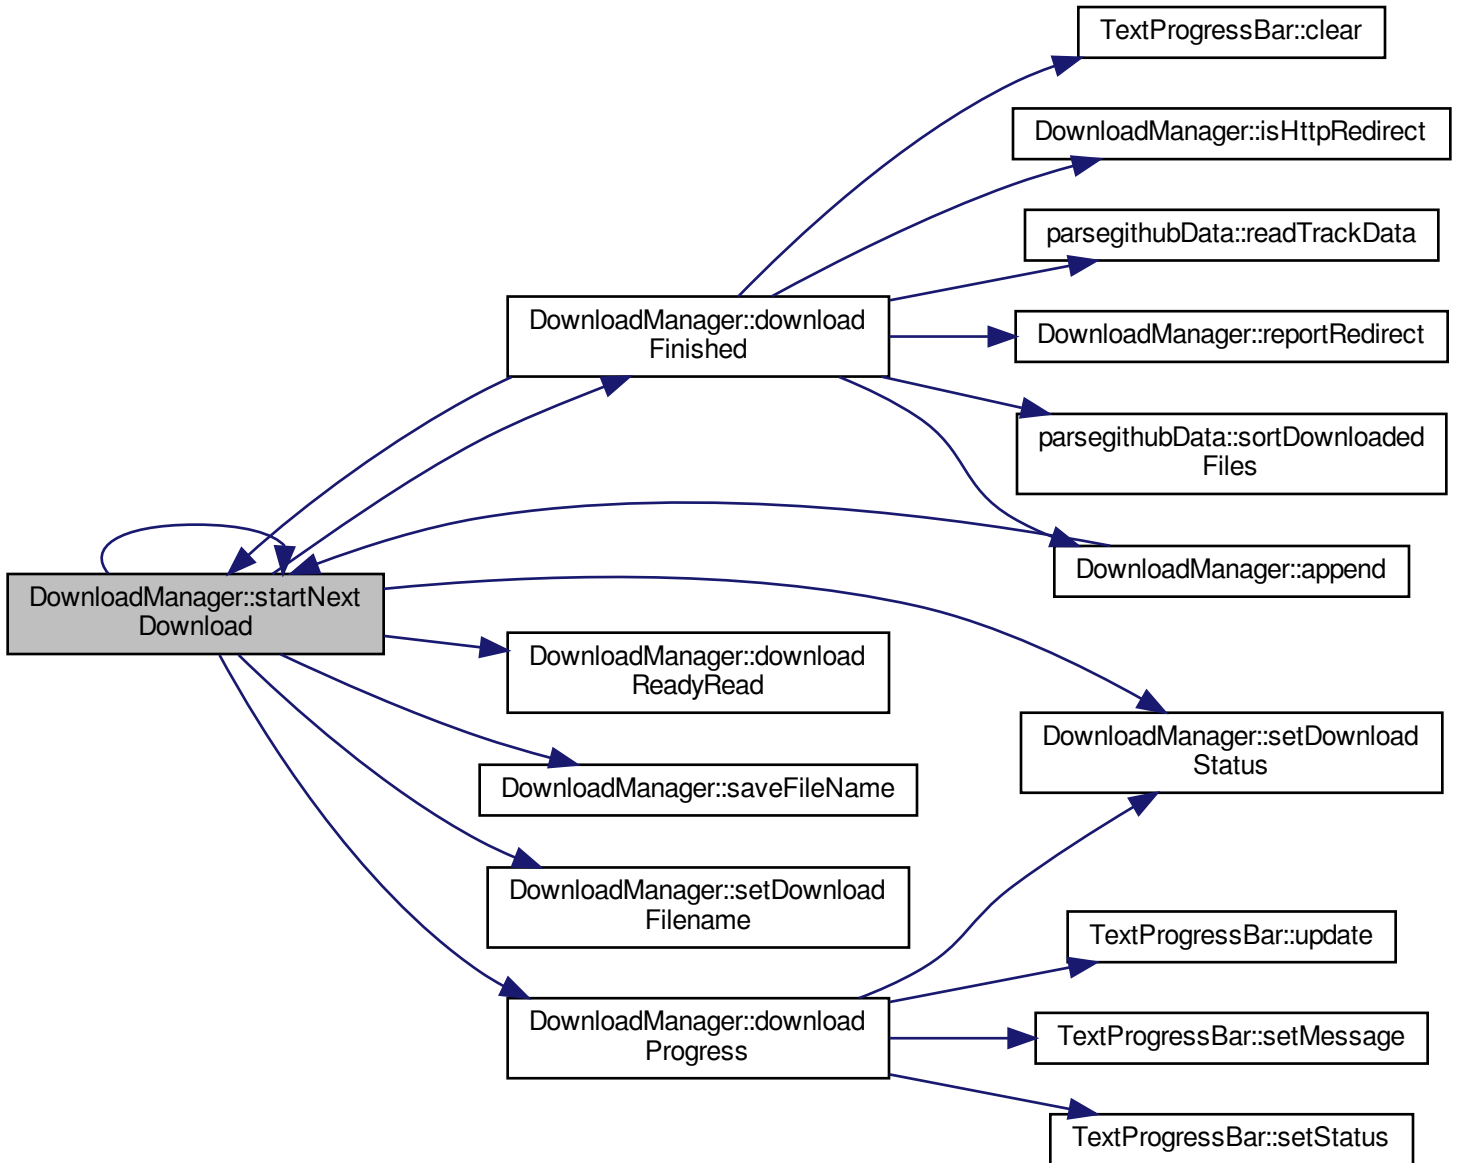 TextProgressBar::clear
DownloadManager::isHttpRedirect
parsegithubData::readTrackData
DownloadManager::download
Finished
DownloadManager::reportRedirect
parsegithubData::sortDownloaded
Files
DownloadManager::append
DownloadManager::startNext
Download
DownloadManager::download
ReadyRead
DownloadManager::setDownload
Status
DownloadManager::saveFileName
DownloadManager::setDownload
Filename
TextProgressBar::update
DownloadManager::download
Progress
TextProgressBar::setMessage
TextProgressBar::setStatus